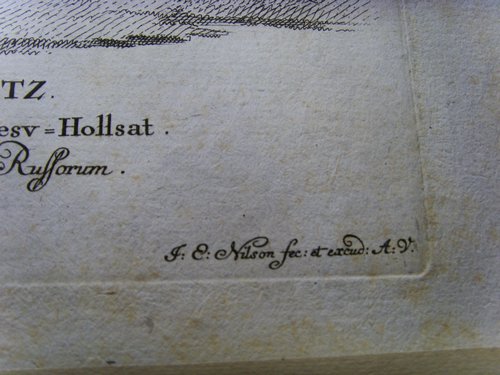 TZ.
esv = Hollsat.
Russorum.
J: E: Nilson fec: et excud: A. V.